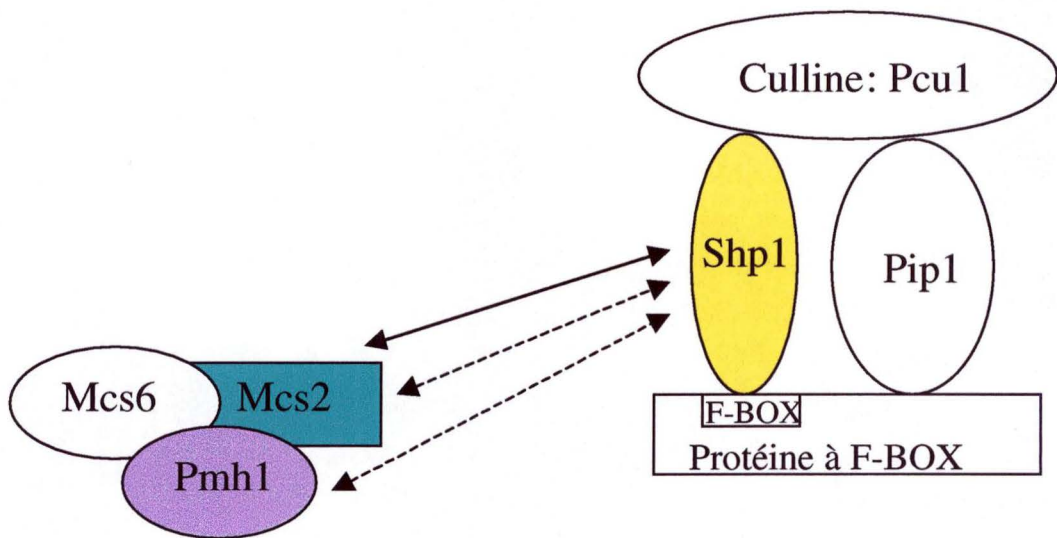 Culline: Pcu1
Shp1
Pip1
Mcs6
Mcs2
F-BOX
Protéine à F-BOX
Pmh1